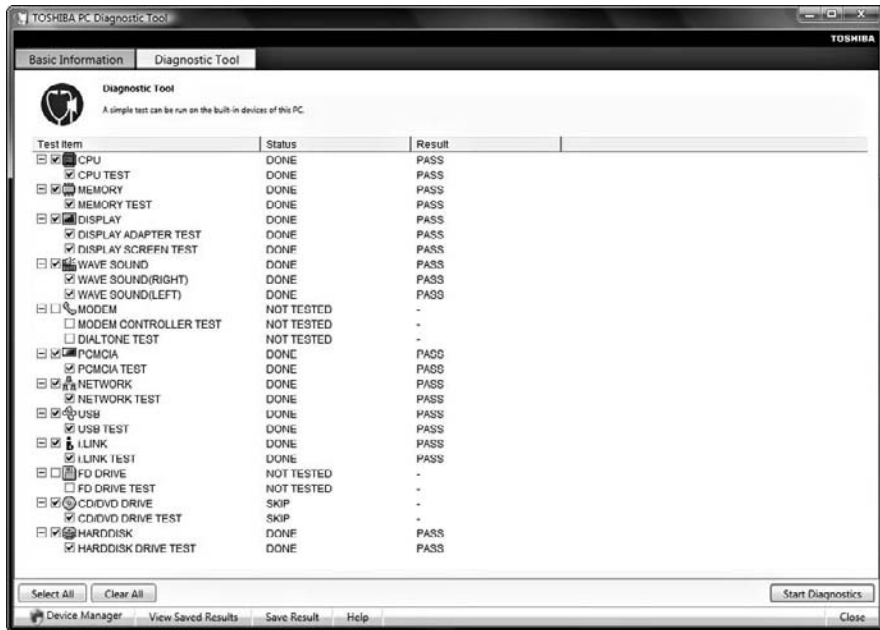 TOSHIBA PC Diagnostic Tool
TOSHIBA
Basic Information Diagnostic Tool
Diagnostic Tool
A simple test can be run on the built-in devices of this PC.
Test Item Status Result
CPU DONE PASS
CPU TEST DONE PASS
MEMORY DONE PASS
MEMORY TEST DONE PASS
DISPLAY DONE PASS
DISPLAY ADAPTER TEST DONE PASS
DISPLAY SCREEN TEST DONE PASS
WAVE SOUND DONE PASS
WAVE SOUND(RIGHT) DONE PASS
WAVE SOUND(LEFT) DONE PASS
MODEM NOT TESTED -
MODEM CONTROLLER TEST NOT TESTED -
DIALTONE TEST NOT TESTED -
PCMCIA DONE PASS
PCMCIA TEST DONE PASS
NETWORK DONE PASS
NETWORK TEST DONE PASS
USB DONE PASS
USB TEST DONE PASS
i.LINK DONE PASS
i.LINK TEST DONE PASS
FD DRIVE NOT TESTED -
FD DRIVE TEST NOT TESTED -
CD/DVD DRIVE SKIP -
CD/DVD DRIVE TEST SKIP -
HARDDISK DONE PASS
HARDDISK DRIVE TEST DONE PASS
Select All Clear All Start Diagnostics
Device Manager View Saved Results Save Result Help Close